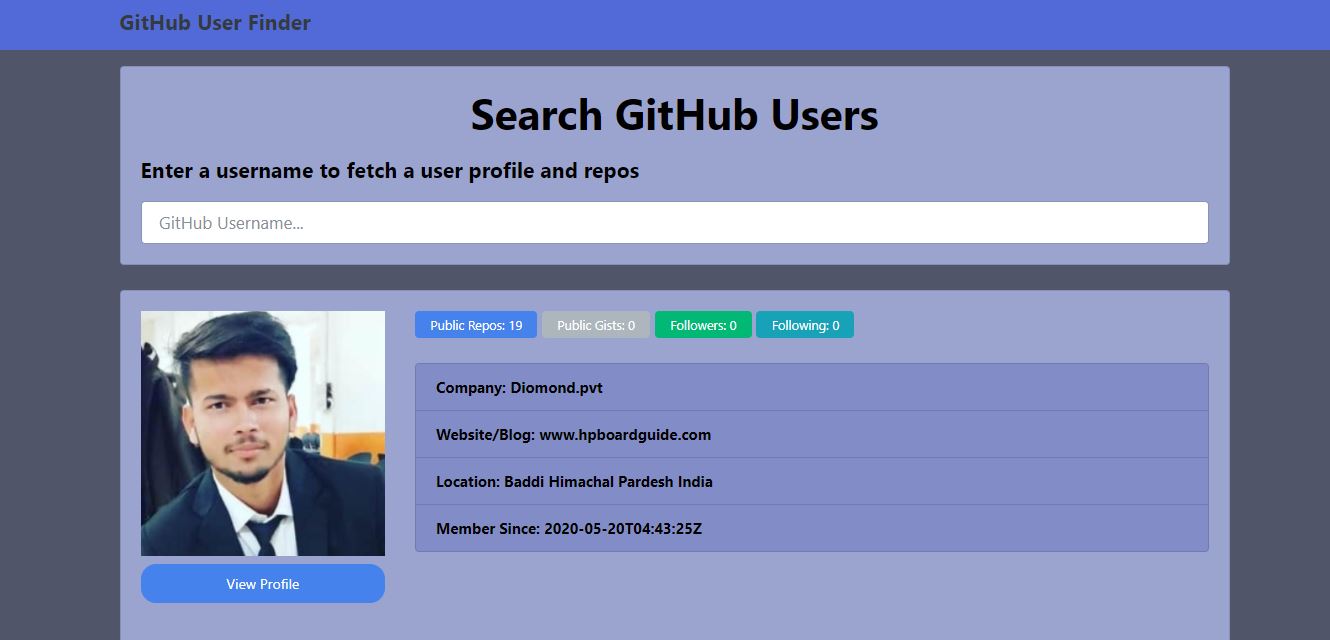 GitHub User Finder
Search GitHub Users
Enter a username to fetch a user profile and repos
GitHub Username...
Public Repos: 19 Public Gists: 0 Followers: 0 Following: 0
Company: Diomond.pvt
Website/Blog: www.hpboardguide.com
Location: Baddi Himachal Pardesh India
Member Since: 2020-05-20T04:43:25Z
View Profile